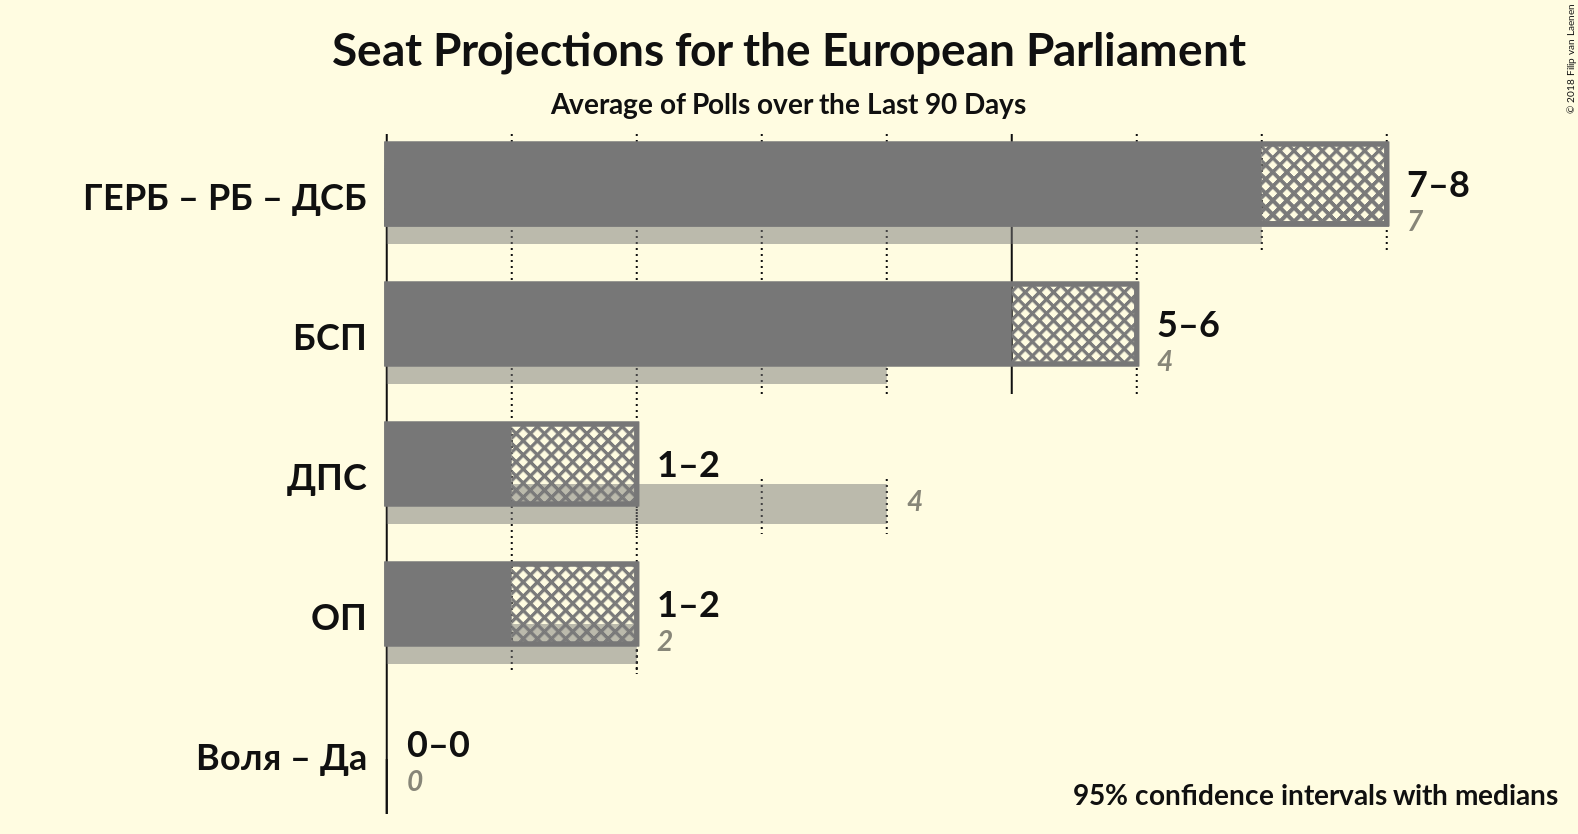 Seat Projections for the European Parliament
Average of Polls over the Last 90 Days
© 2018 Filip van Laenen
ГЕРБ – РБ – ДСБ
7–8
7
БСП
5–6
4
ДПС
1–2
4
ОП
1–2
2
Воля – Да
0–0
0
95% confidence intervals with medians